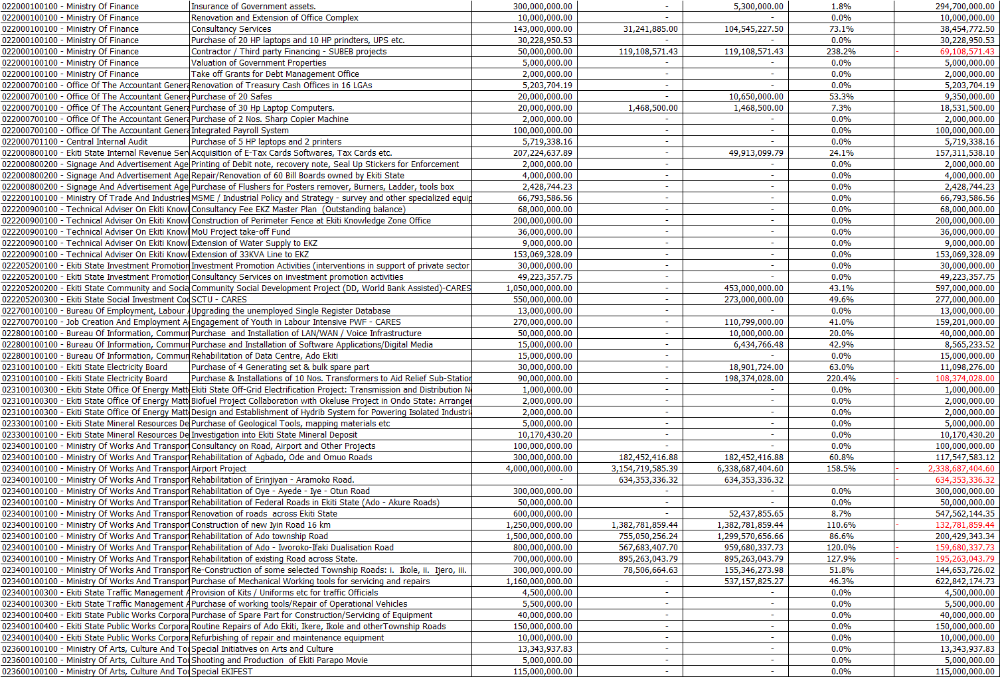 022000100100 - Ministry Of Finance Insurance of Government assets. 300,000,000.00 - 5,300,000.00 1.8% 294,700,000.00
022000100100 - Ministry Of Finance Renovation and Extension of Office Complex 10,000,000.00 - - 0.0% 10,000,000.00
022000100100 - Ministry Of Finance Consultancy Services 143,000,000.00 31,241,885.00 104,545,227.50 73.1% 38,454,772.50
022000100100 - Ministry Of Finance Purchase of 20 HP laptops and 10 HP prindters, UPS etc. 30,228,950.53 - - 0.0% 30,228,950.53
022000100100 - Ministry Of Finance Contractor / Third party Financing - SUBEB projects 50,000,000.00 119,108,571.43 119,108,571.43 238.2% - 69,108,571.43
022000100100 - Ministry Of Finance Valuation of Government Properties 5,000,000.00 - - 0.0% 5,000,000.00
022000100100 - Ministry Of Finance Take off Grants for Debt Management Office 2,000,000.00 - - 0.0% 2,000,000.00
022000700100 - Office Of The Accountant Genera Renovation of Treasury Cash Offices in 16 LGAs 5,203,704.19 - - 0.0% 5,203,704.19
022000700100 - Office Of The Accountant Genera Purchase of 20 Safes 20,000,000.00 - 10,650,000.00 53.3% 9,350,000.00
022000700100 - Office Of The Accountant Genera Purchase of 30 Hp Laptop Computers. 20,000,000.00 1,468,500.00 1,468,500.00 7.3% 18,531,500.00
022000700100 - Office Of The Accountant Genera Purchase of 2 Nos. Sharp Copier Machine 2,000,000.00 - - 0.0% 2,000,000.00
022000700100 - Office Of The Accountant Genera Integrated Payroll System 100,000,000.00 - - 0.0% 100,000,000.00
022000701100 - Central Internal Audit Purchase of 5 HP laptops and 2 printers 5,719,338.16 - - 0.0% 5,719,338.16
022000800100 - Ekiti State Internal Revenue Serv Acquisition of E-Tax Cards Softwares, Tax Cards etc. 207,224,637.89 - 49,913,099.79 24.1% 157,311,538.10
022000800200 - Signage And Advertisement Age Printing of Debit note, recovery note, Seal Up Stickers for Enforcement 2,000,000.00 - - 0.0% 2,000,000.00
022000800200 - Signage And Advertisement Age Repair/Renovation of 60 Bill Boards owned by Ekiti State 4,000,000.00 - - 0.0% 4,000,000.00
022000800200 - Signage And Advertisement Age Purchase of Flushers for Posters remover, Burners, Ladder, tools box 2,428,744.23 - - 0.0% 2,428,744.23
022200100100 - Ministry Of Trade And Industries MSME / Industrial Policy and Strategy - survey and other specialized equip 66,793,586.56 - - 0.0% 66,793,586.56
022200900100 - Technical Adviser On Ekiti Knowl Consultancy Fee EKZ Master Plan (Outstanding balance) 68,000,000.00 - - 0.0% 68,000,000.00
022200900100 - Technical Adviser On Ekiti Knowl Construction of Perimeter Fence at Ekiti Knowledge Zone Office 200,000,000.00 - - 0.0% 200,000,000.00
022200900100 - Technical Adviser On Ekiti Knowl MoU Project take-off Fund 36,000,000.00 - - 0.0% 36,000,000.00
022200900100 - Technical Adviser On Ekiti Knowl Extension of Water Supply to EKZ 9,000,000.00 - - 0.0% 9,000,000.00
022200900100 - Technical Adviser On Ekiti Knowl Extension of 33KVA Line to EKZ 153,069,328.09 - - 0.0% 153,069,328.09
022205200100 - Ekiti State Investment Promotion Investment Promotion Activities (interventions in support of private sector 30,000,000.00 - - 0.0% 30,000,000.00
022205200100 - Ekiti State Investment Promotion Consultancy Services on investment promotion activities 49,223,357.75 - - 0.0% 49,223,357.75
022205200200 - Ekiti State Community and Socia Community Social Development Project (DD, World Bank Assisted)-CARES 1,050,000,000.00 - 453,000,000.00 43.1% 597,000,000.00
022205200300 - Ekiti State Social Investment Coo SCTU - CARES 550,000,000.00 - 273,000,000.00 49.6% 277,000,000.00
022700100100 - Bureau Of Employment, Labour A Upgrading the unemployed Single Register Database 13,000,000.00 - - 0.0% 13,000,000.00
022700700100 - Job Creation And Employment Ag Engagement of Youth in Labour Intensive PWF - CARES 270,000,000.00 - 110,799,000.00 41.0% 159,201,000.00
022800100100 - Bureau Of Information, Commun Purchase and Installation of LAN/WAN / Voice Infrastructure 50,000,000.00 - 10,000,000.00 20.0% 40,000,000.00
022800100100 - Bureau Of Information, Commun Purchase and Installation of Software Applications/Digital Media 15,000,000.00 - 6,434,766.48 42.9% 8,565,233.52
022800100100 - Bureau Of Information, Commun Rehabilitation of Data Centre, Ado Ekiti 15,000,000.00 - - 0.0% 15,000,000.00
023100100100 - Ekiti State Electricity Board Purchase of 4 Generating set & bulk spare part 30,000,000.00 - 18,901,724.00 63.0% 11,098,276.00
023100100100 - Ekiti State Electricity Board Purchase & Installations of 10 Nos. Transformers to Aid Relief Sub-Station 90,000,000.00 - 198,374,028.00 220.4% - 108,374,028.00
023100100300 - Ekiti State Office Of Energy Matt Ekiti State Off-Grid Electrification Project: Transmission and Distribution Ne 1,000,000.00 - - 0.0% 1,000,000.00
023100100300 - Ekiti State Office Of Energy Matt Biofuel Project Collaboration with Okeluse Project in Ondo State: Arranger 2,000,000.00 - - 0.0% 2,000,000.00
023100100300 - Ekiti State Office Of Energy Matt Design and Establishment of Hydrib System for Powering Isolated Industria 2,000,000.00 - - 0.0% 2,000,000.00
023300100100 - Ekiti State Mineral Resources De Purchase of Geological Tools, mapping materials etc 5,000,000.00 - - 0.0% 5,000,000.00
023300100100 - Ekiti State Mineral Resources De Investigation into Ekiti State Mineral Deposit 10,170,430.20 - - 0.0% 10,170,430.20
023400100100 - Ministry Of Works And Transport Consultancy on Road, Airport and Other Projects 100,000,000.00 - - 0.0% 100,000,000.00
023400100100 - Ministry Of Works And Transport Rehabilitation of Agbado, Ode and Omuo Roads 300,000,000.00 182,452,416.88 182,452,416.88 60.8% 117,547,583.12
023400100100 - Ministry Of Works And Transport Airport Project 4,000,000,000.00 3,154,719,585.39 6,338,687,404.60 158.5% - 2,338,687,404.60
023400100100 - Ministry Of Works And Transport Rehabilitation of Erinjiyan - Aramoko Road. - 634,353,336.32 634,353,336.32 - 634,353,336.32
023400100100 - Ministry Of Works And Transport Rehabilitation of Oye - Ayede - Iye - Otun Road 300,000,000.00 - - 0.0% 300,000,000.00
023400100100 - Ministry Of Works And Transport Rehabilitation of Federal Roads in Ekiti State (Ado - Akure Roads) 50,000,000.00 - - 0.0% 50,000,000.00
023400100100 - Ministry Of Works And Transport Renovation of roads across Ekiti State 600,000,000.00 - 52,437,855.65 8.7% 547,562,144.35
023400100100 - Ministry Of Works And Transport Construction of new Iyin Road 16 km 1,250,000,000.00 1,382,781,859.44 1,382,781,859.44 110.6% - 132,781,859.44
023400100100 - Ministry Of Works And Transport Rehabilitation of Ado township Road 1,500,000,000.00 755,050,256.24 1,299,570,656.66 86.6% 200,429,343.34
023400100100 - Ministry Of Works And Transport Rehabilitation of Ado - Iworoko-Ifaki Dualisation Road 800,000,000.00 567,683,407.70 959,680,337.73 120.0% - 159,680,337.73
023400100100 - Ministry Of Works And Transport Rehabilitation of existing Road across State. 700,000,000.00 895,263,043.79 895,263,043.79 127.9% - 195,263,043.79
023400100100 - Ministry Of Works And Transport Re-Construction of some selected Township Roads: i. Ikole, ii. Ijero, iii. 300,000,000.00 78,506,664.63 155,346,273.98 51.8% 144,653,726.02
023400100100 - Ministry Of Works And Transport Purchase of Mechanical Working tools for servicing and repairs 1,160,000,000.00 - 537,157,825.27 46.3% 622,842,174.73
023400100300 - Ekiti State Traffic Management A Provision of Kits / Uniforms etc for traffic Officials 4,500,000.00 - - 0.0% 4,500,000.00
023400100300 - Ekiti State Traffic Management A Purchase of working tools/Repair of Operational Vehicles 5,500,000.00 - - 0.0% 5,500,000.00
023400100400 - Ekiti State Public Works Corpora Purchase of Spare Part for Construction/Servicing of Equipment 40,000,000.00 - - 0.0% 40,000,000.00
023400100400 - Ekiti State Public Works Corpora Routine Repairs of Ado Ekiti, Ikere, Ikole and otherTownship Roads 150,000,000.00 - - 0.0% 150,000,000.00
023400100400 - Ekiti State Public Works Corpora Refurbishing of repair and maintenance equipment 10,000,000.00 - - 0.0% 10,000,000.00
023600100100 - Ministry Of Arts, Culture And Tou Special Initiatives on Arts and Culture 13,343,937.83 - - 0.0% 13,343,937.83
023600100100 - Ministry Of Arts, Culture And Tou Shooting and Production of Ekiti Parapo Movie 5,000,000.00 - - 0.0% 5,000,000.00
023600100100 - Ministry Of Arts, Culture And Tou Special EKIFEST 115,000,000.00 - - 0.0% 115,000,000.00